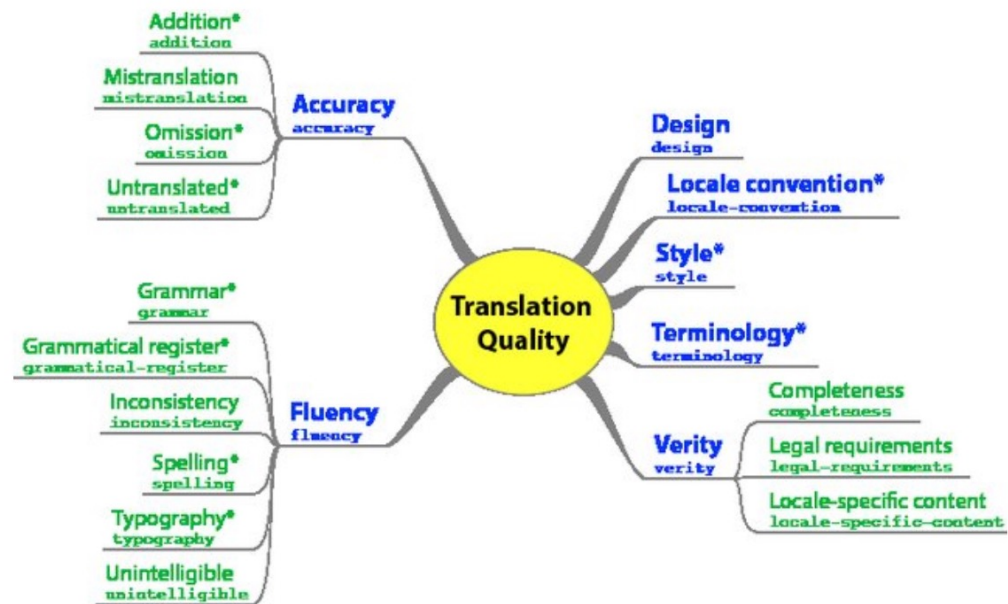 Addition*
addition
Mistranslation
mistranslation
Omission*
omission
Untranslated*
untranslated
Accuracy
accuracy
Grammar*
grammar
Grammatical register*
grammatical-register
Inconsistency
inconsistency
Spelling*
spelling
Typography*
typography
Unintelligible
unintelligible
Fluency
fluency
Translation
Quality
Design
design
Locale convention*
locale-convention
Style*
style
Terminology*
terminology
Verity
verity
Completeness
completeness
Legal requirements
legal-requirements
Locale-specific content
locale-specific-content